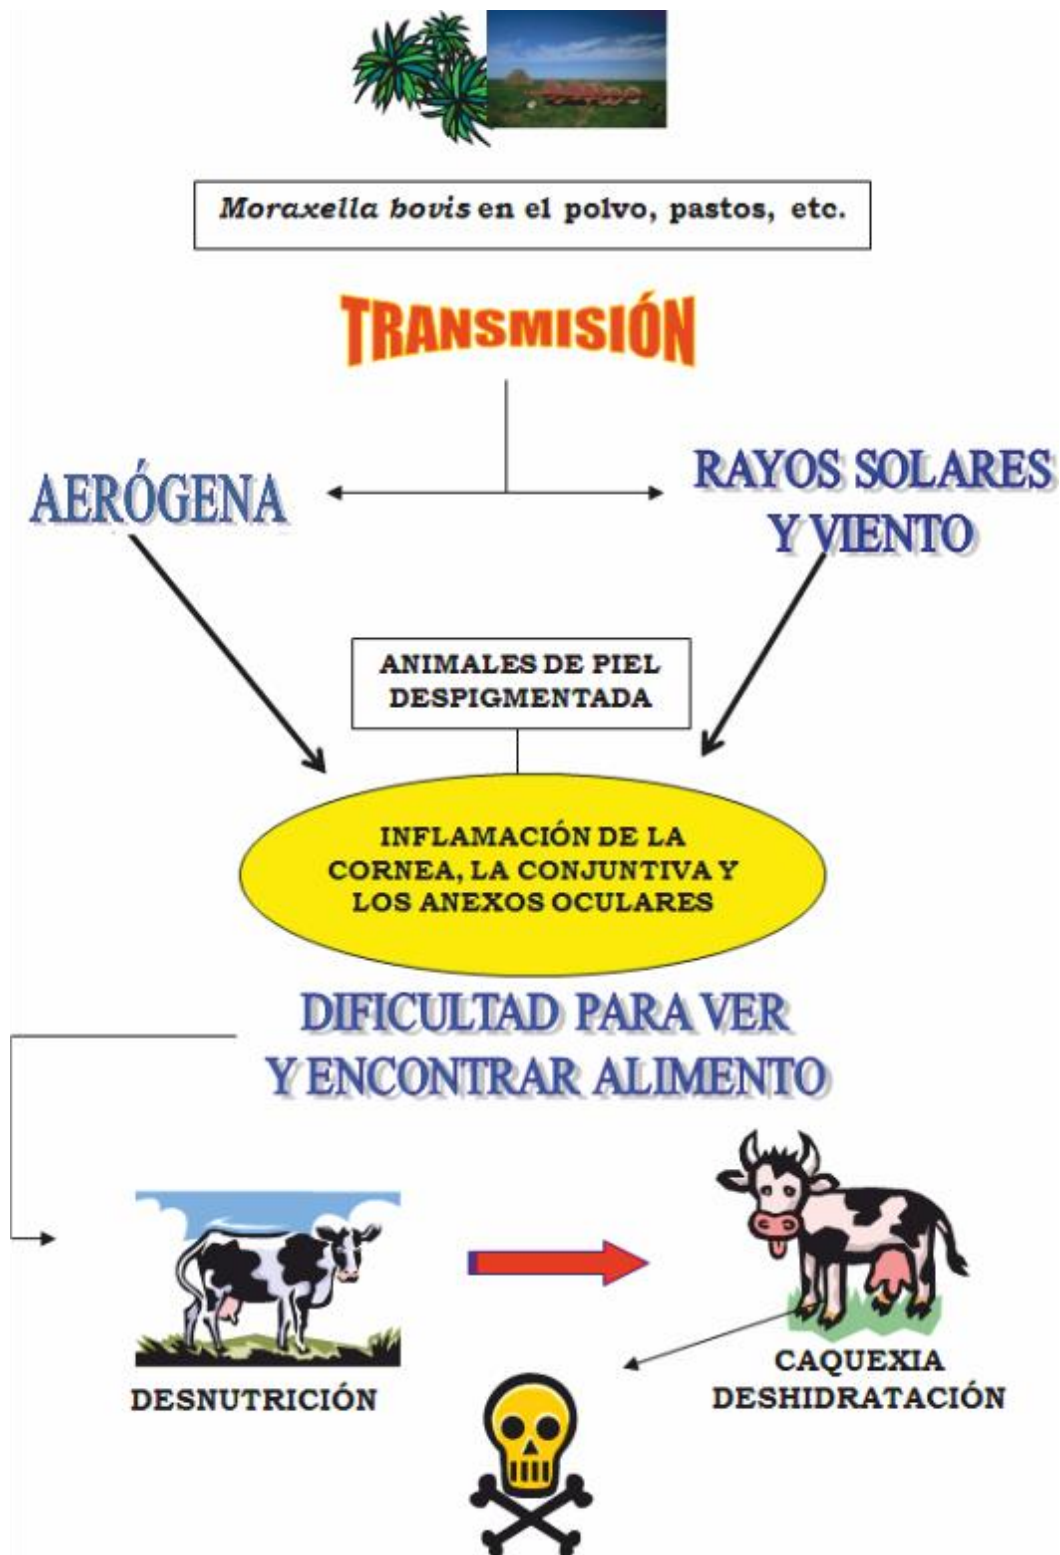 Moraxella bovis en el polvo, pastos, etc.
TRANSMISIÓN
AERÓGENA
RAYOS SOLARES
Y VIENTO
ANIMALES DE PIEL
DESPIGMENTADA
INFLAMACIÓN DE LA
CORNEA, LA CONJUNTIVA Y
LOS ANEXOS OCULARES
DIFICULTAD PARA VER
Y ENCONTRAR ALIMENTO
DESNUTRICIÓN
CAQUEXIA
DESHIDRATACIÓN